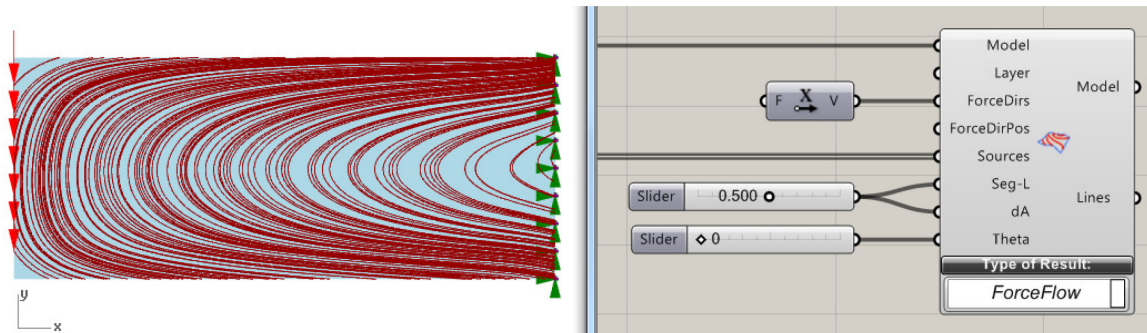 y
x
Model
Layer
ForceDirs
ForceDirPos
Sources
Seg-L
dA
Theta
Model
Lines
F X V
Slider 0.500
Slider 0
Type of Result:
ForceFlow